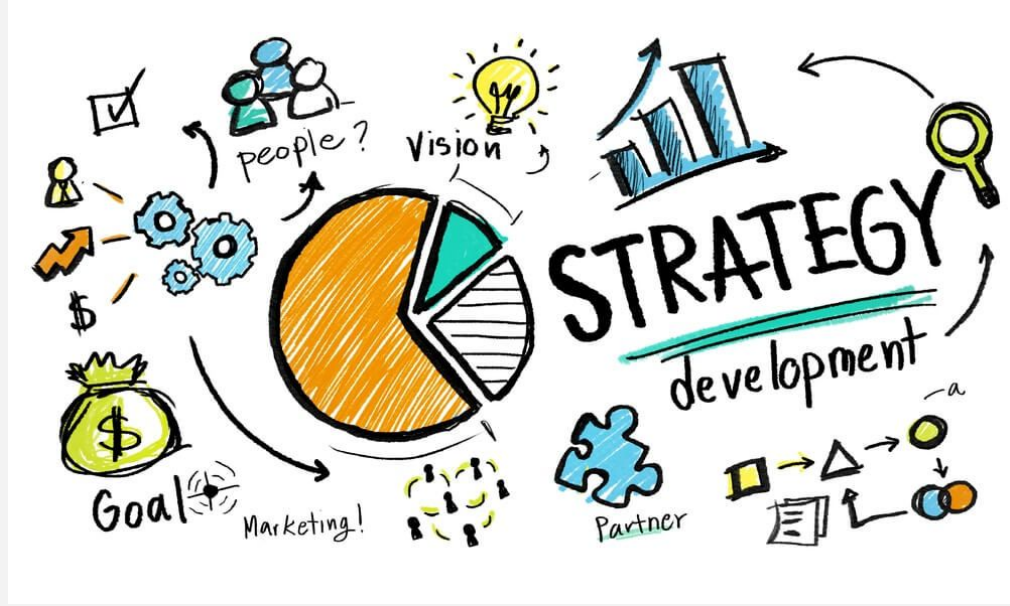 people?
Vision
STRATEGY
development
$
$
Goal
Marketing!
Partner
a